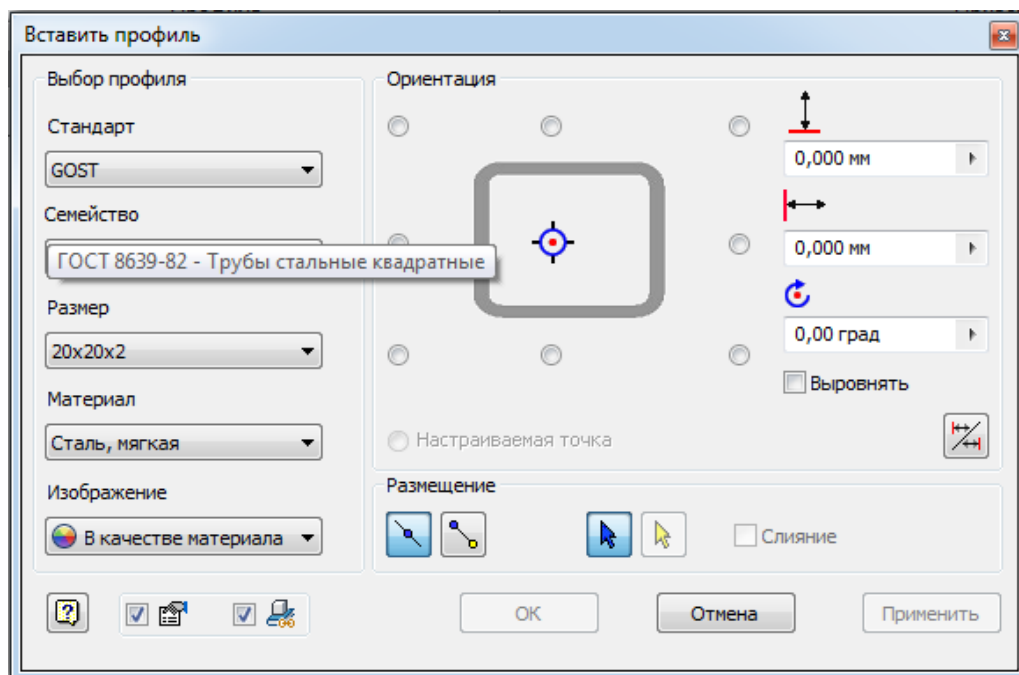 Вставить профиль
Выбор профиля
Стандарт
GOST
Семейство
ГОСТ 8639-82 - Трубы стальные квадратные
Размер
20x20x2
Материал
Сталь, мягкая
Изображение
В качестве материала
Ориентация
0,000 мм
0,000 мм
0,00 град
Выровнять
Настраиваемая точка
Размещение
Слияние
ОК
Отмена
Применить